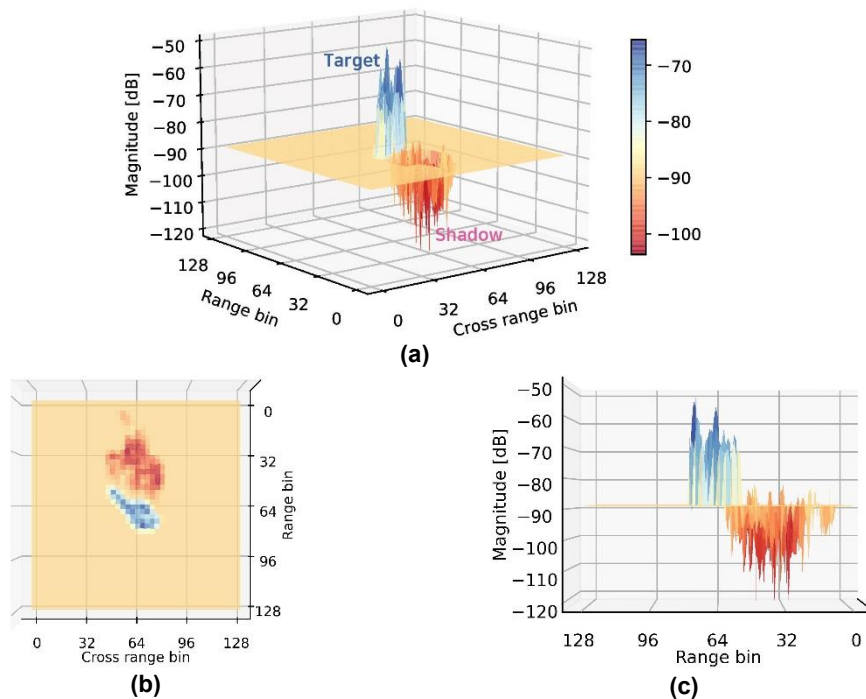 −50
−60
−70
−80
−90
−100
−110
−120
Magnitude [dB]
Target
Shadow
128
96
64
32
0
Range bin
0
32
64
96
128
Cross range bin
−70
−80
−90
−100
(a)
0
32
64
96
128
Range bin
0 32 64 96 128
Cross range bin
(b)
−50
−60
−70
−80
−90
−100
−110
−120
Magnitude [dB]
128 96 64 32 0
Range bin
(c)